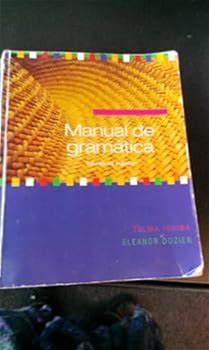 Manual de
gramática
ZULMA IGUINA
ELEANOR DOZIER